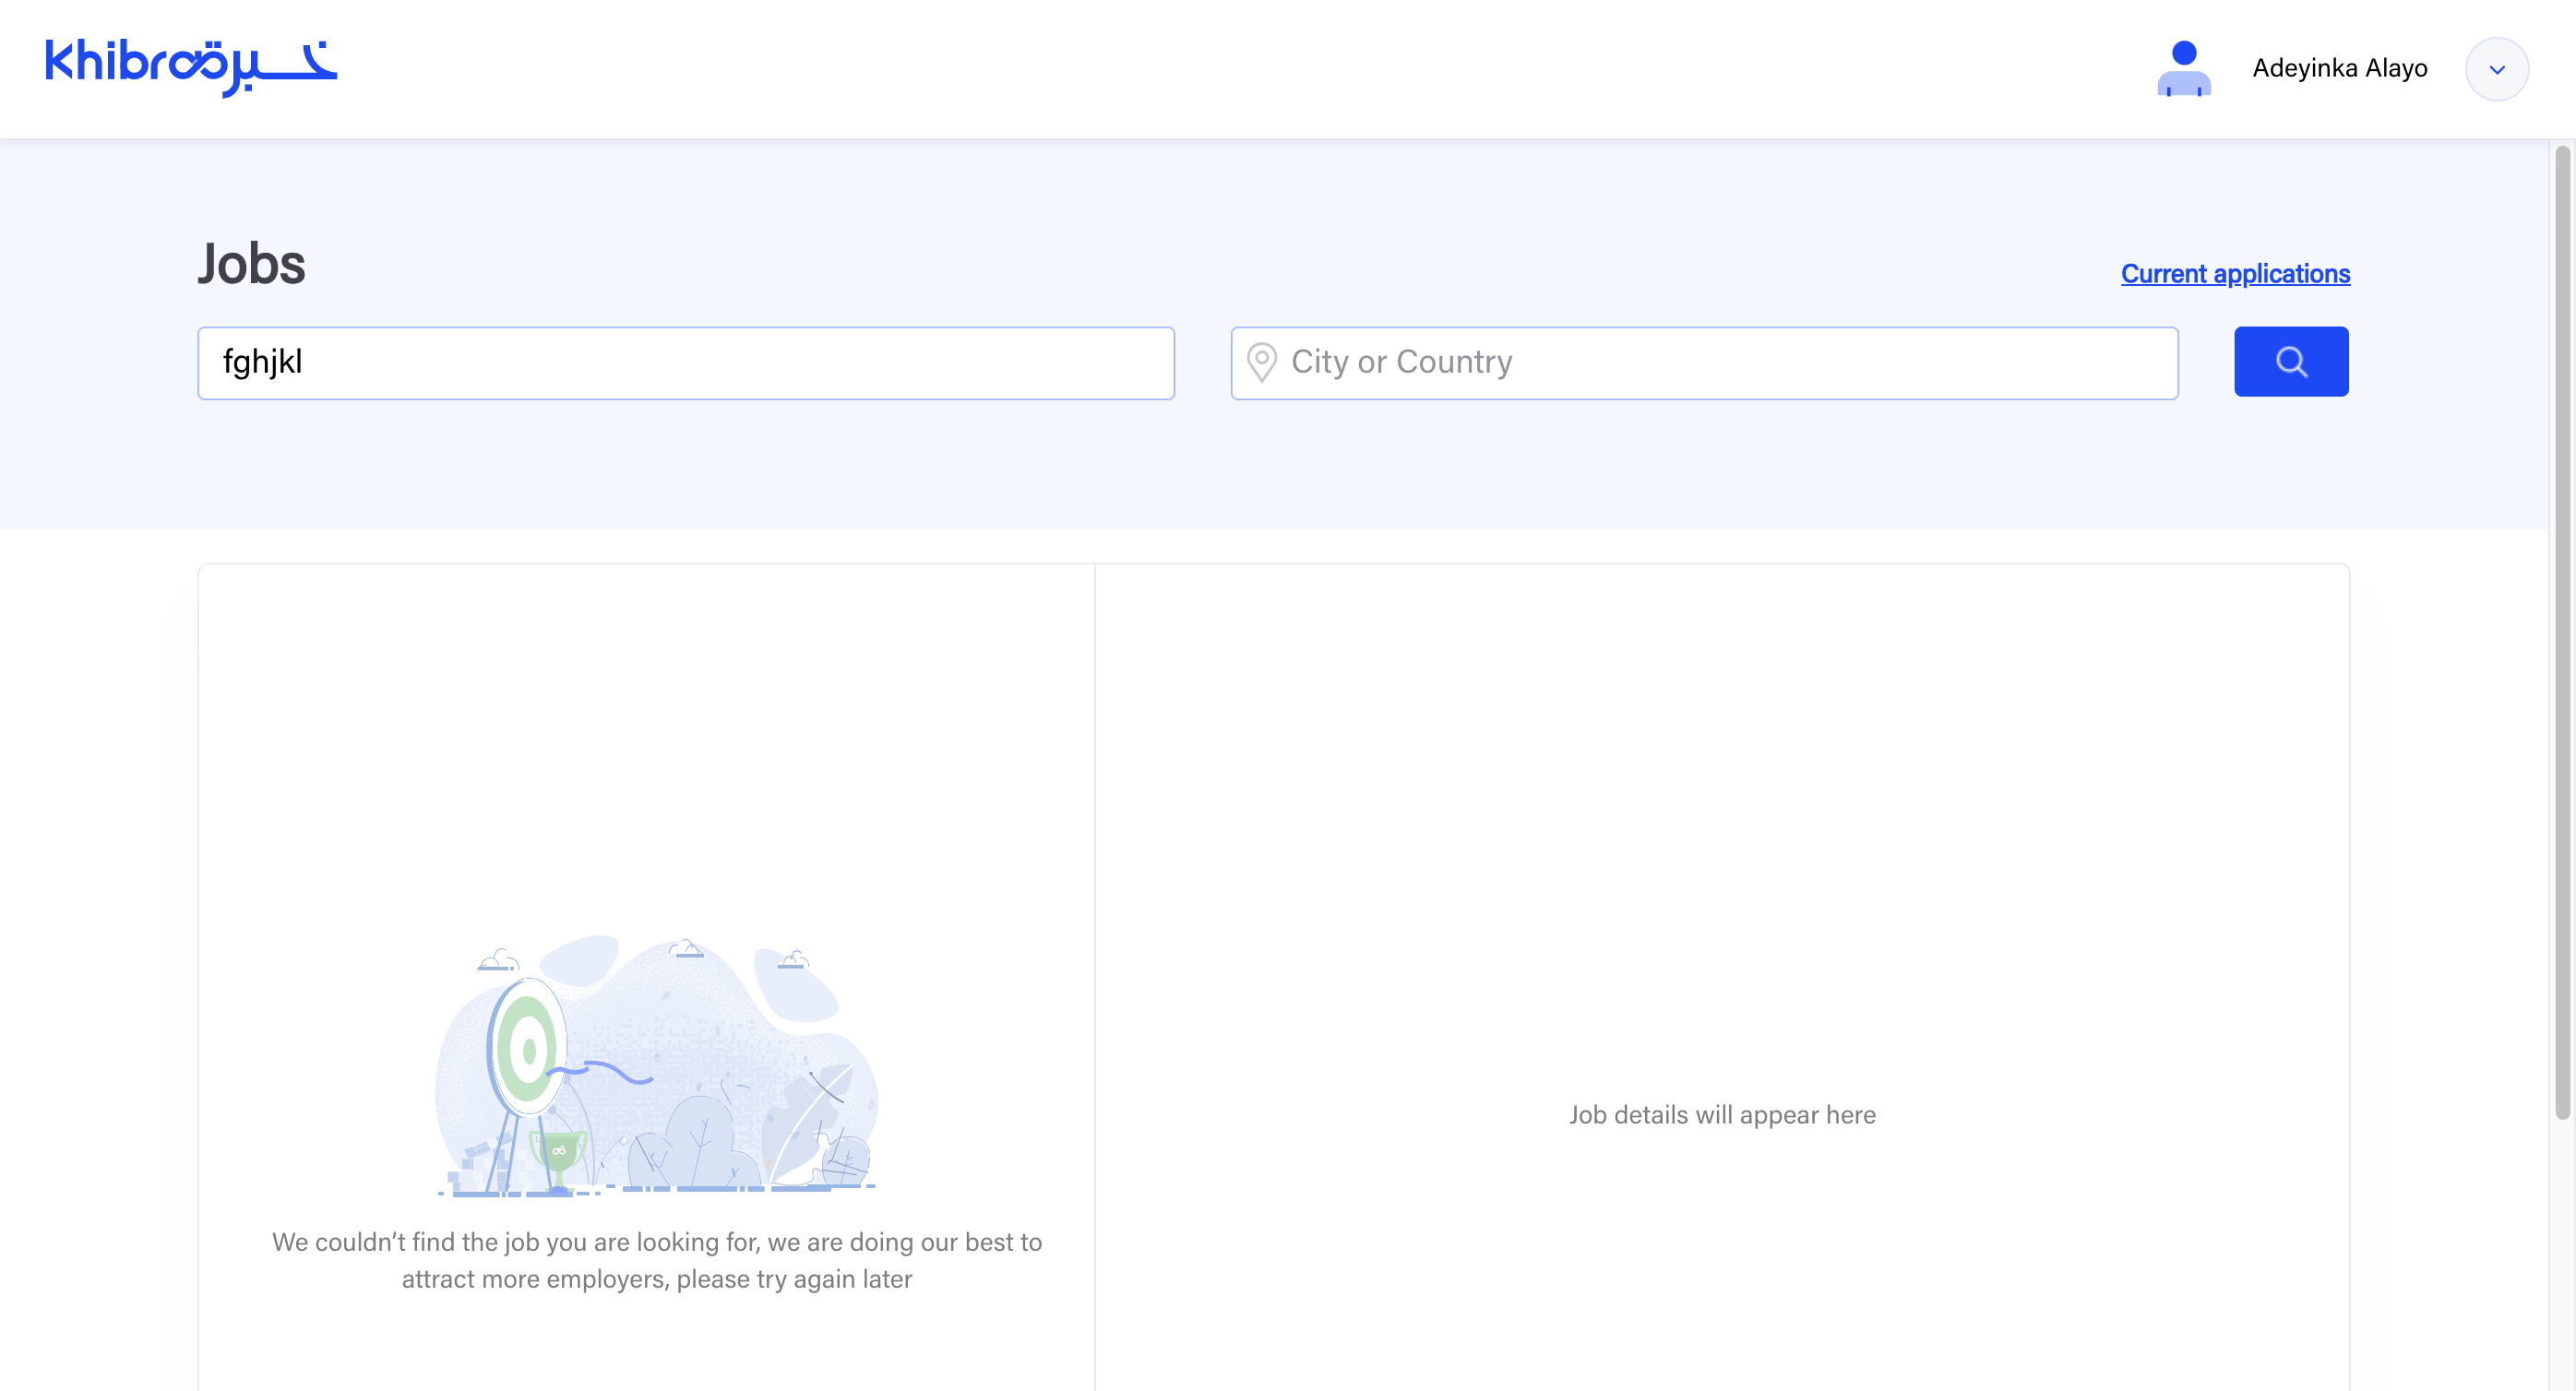 khibra خبرة
Adeyinka Alayo
Jobs
Current applications
fghjkl
City or Country
We couldn’t find the job you are looking for, we are doing our best to
attract more employers, please try again later
Job details will appear here